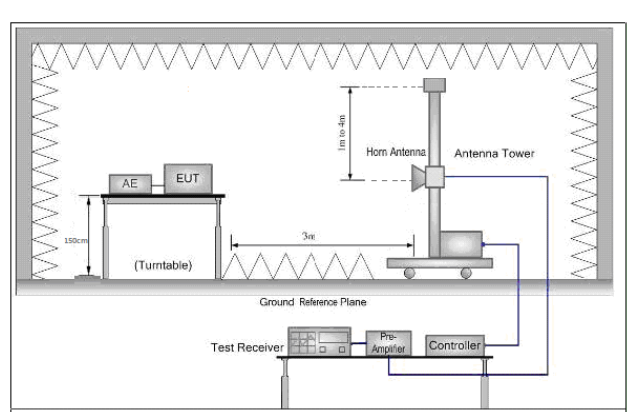 1m to 4m
Horn Antenna
Antenna Tower
AE
EUT
150cm
3m
(Turntable)
Ground Reference Plane
Test Receiver
Pre-
Amplifier
Controller